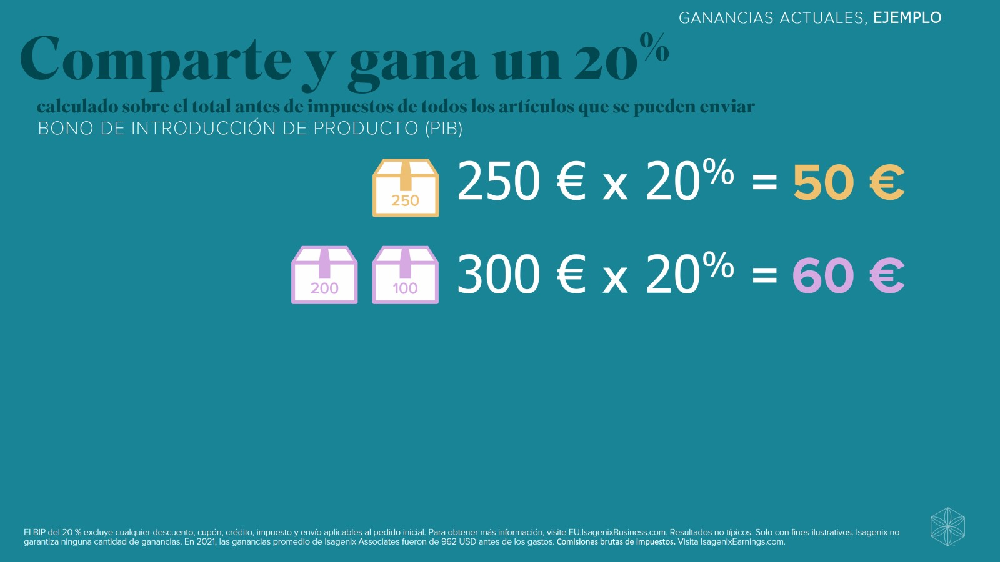 GANANCIAS ACTUALES, EJEMPLO
Comparte y gana un 20%
calculado sobre el total antes de impuestos de todos los artículos que se pueden enviar
BONO DE INTRODUCCIÓN DE PRODUCTO (PIB)
250 250 € x 20% = 50 €
200 100 300 € x 20% = 60 €
El BIP del 20 % excluye cualquier descuento, cupón, crédito, impuesto y envío aplicables al pedido inicial. Para obtener más información, visite EU.IsagenixBusiness.com. Resultados no típicos. Solo con fines ilustrativos. Isagenix no
garantiza ninguna cantidad de ganancias. En 2021, las ganancias promedio de Isagenix Associates fueron de 962 USD antes de los gastos. Comisiones brutas de impuestos. Visita IsagenixEarnings.com.